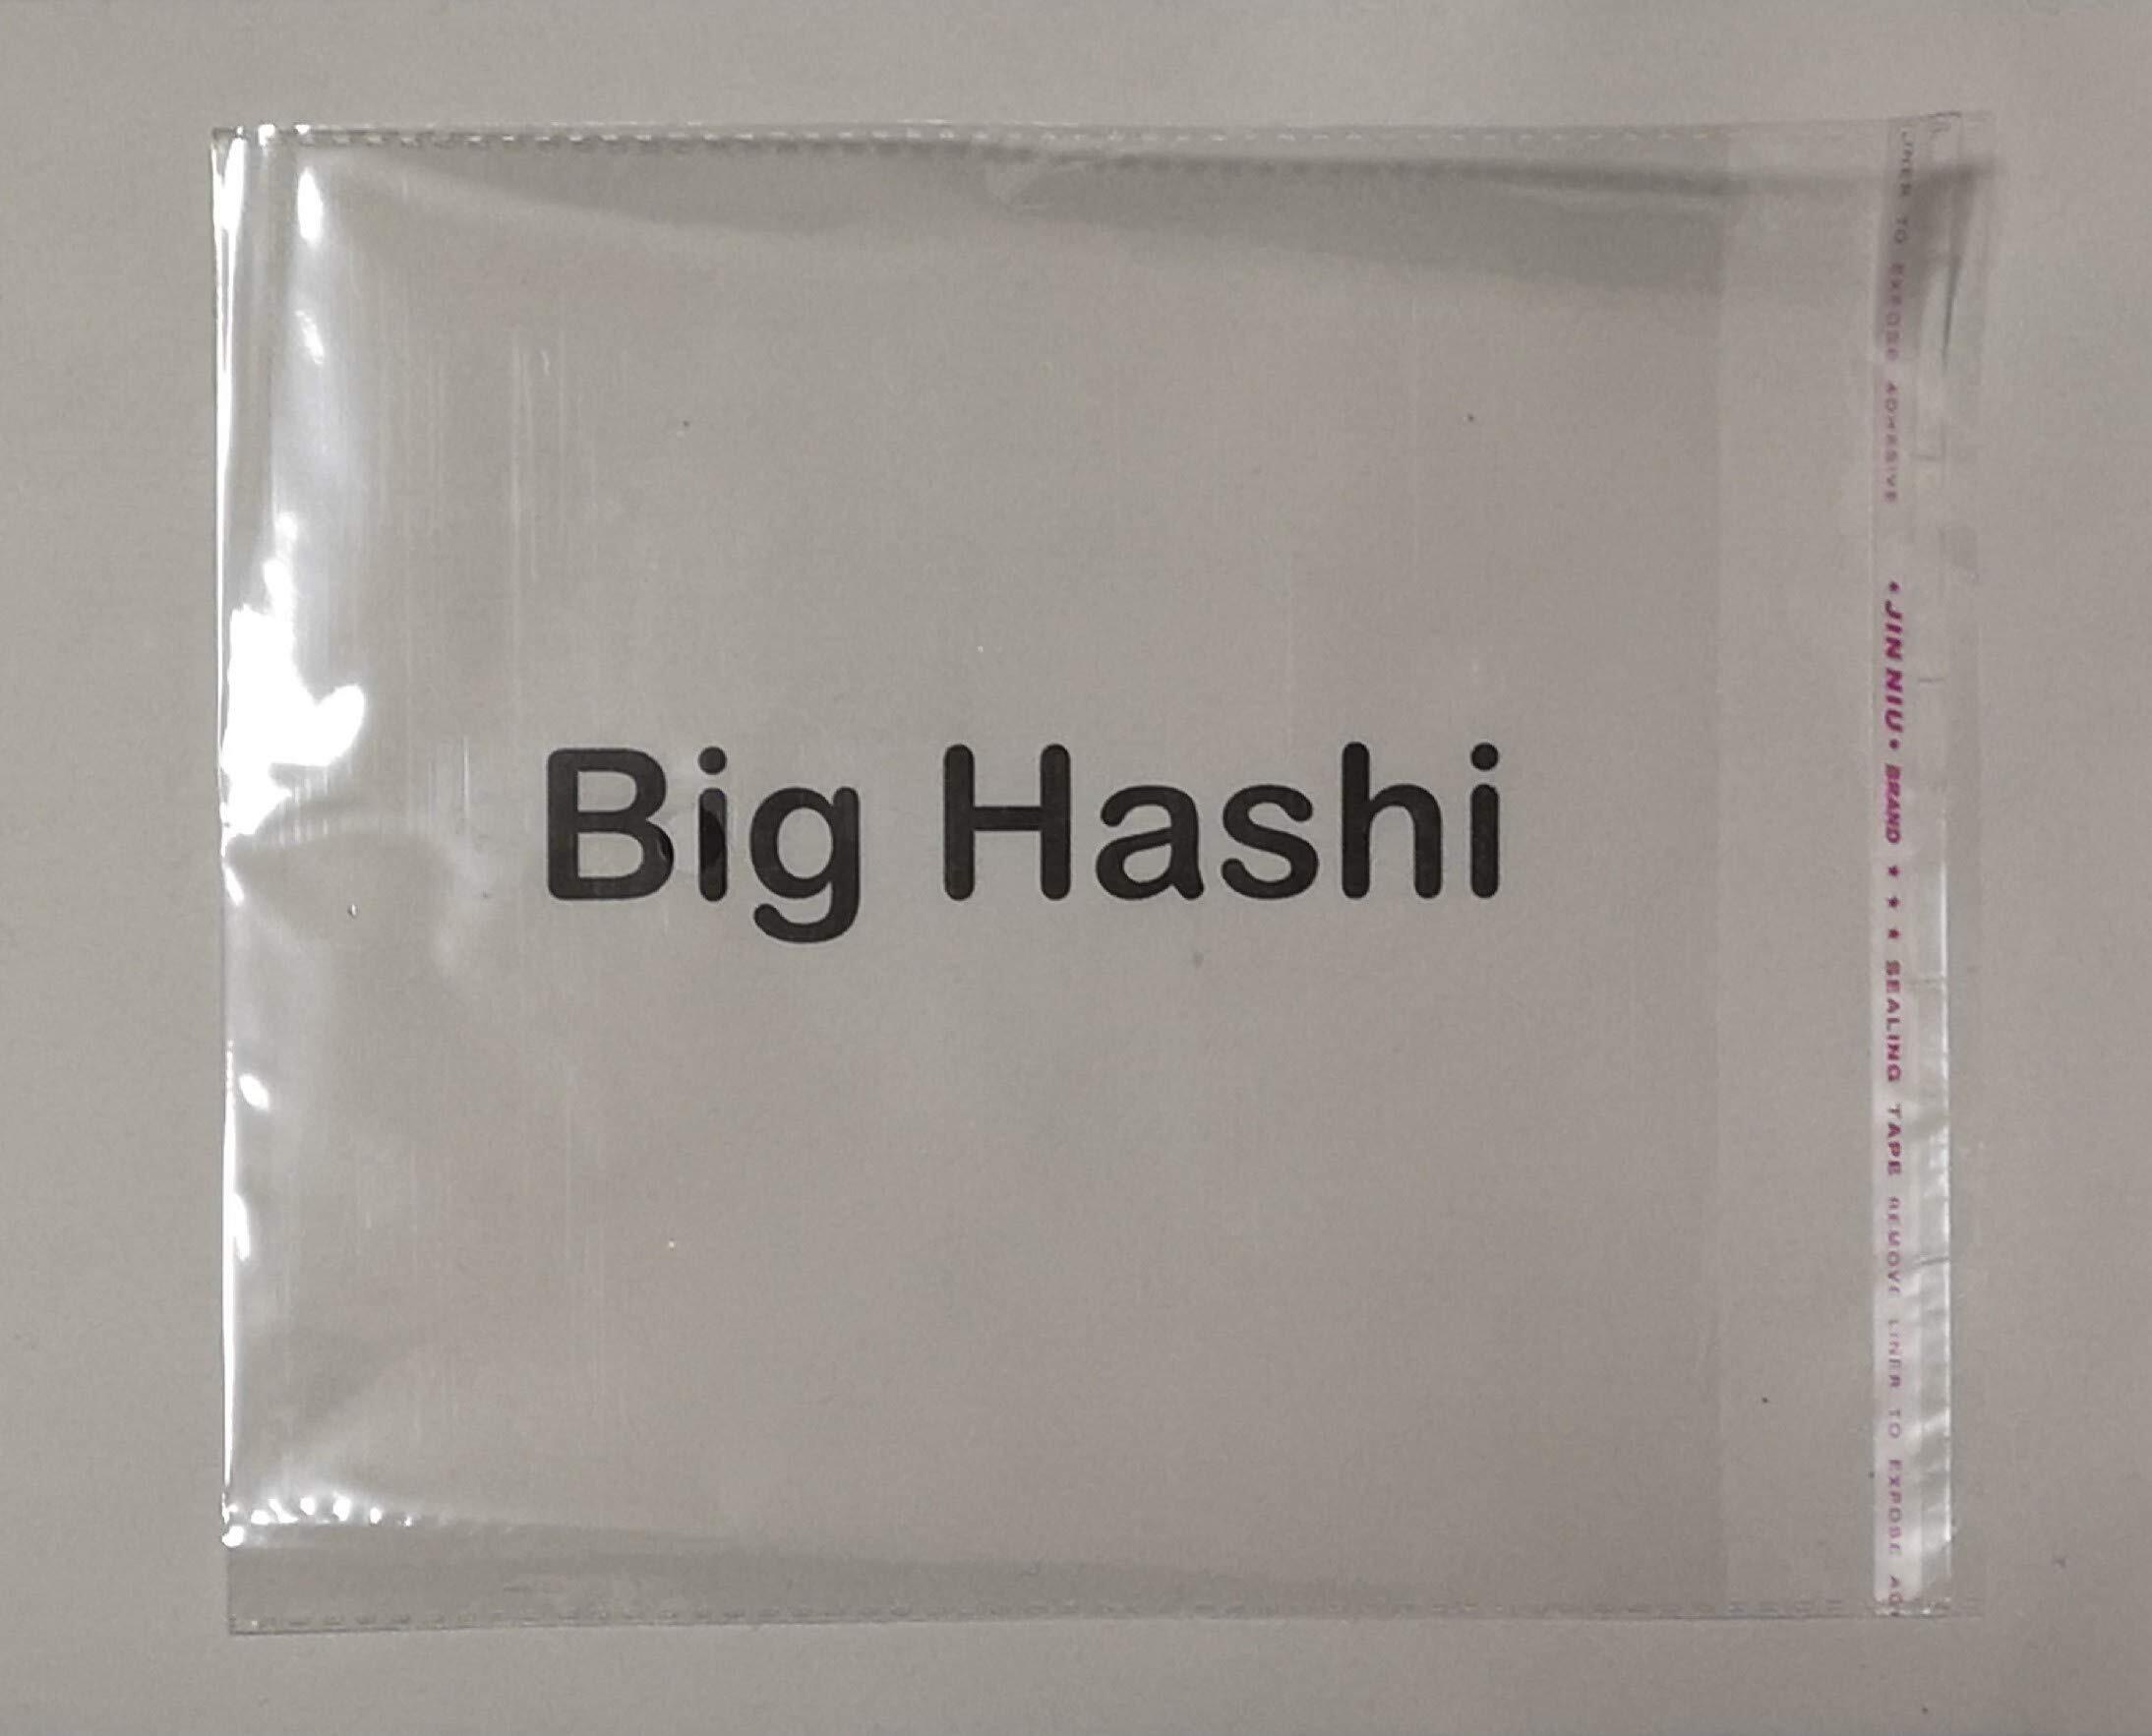 Big Hashi
LINER TO EXPOSE ADHESIVE • JIN NIU • BRAND ★ ★ ★ SEALING TAPE REMOVE LINER TO EXPOSE